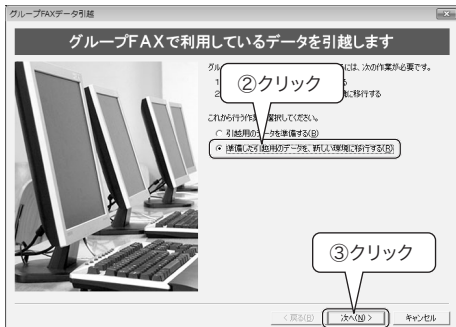 グループFAXデータ引越
グループFAXで利用しているデータを引越します
グル
には、次の作業が必要です。
1
る
2
に移行する
②クリック
これから行う作
選択してください。
引越用のデータを準備する(B)
準備した引越用のデータを、新しい環境に移行する(R)
③クリック
< 戻る(B)
次へ(N) >
キャンセル